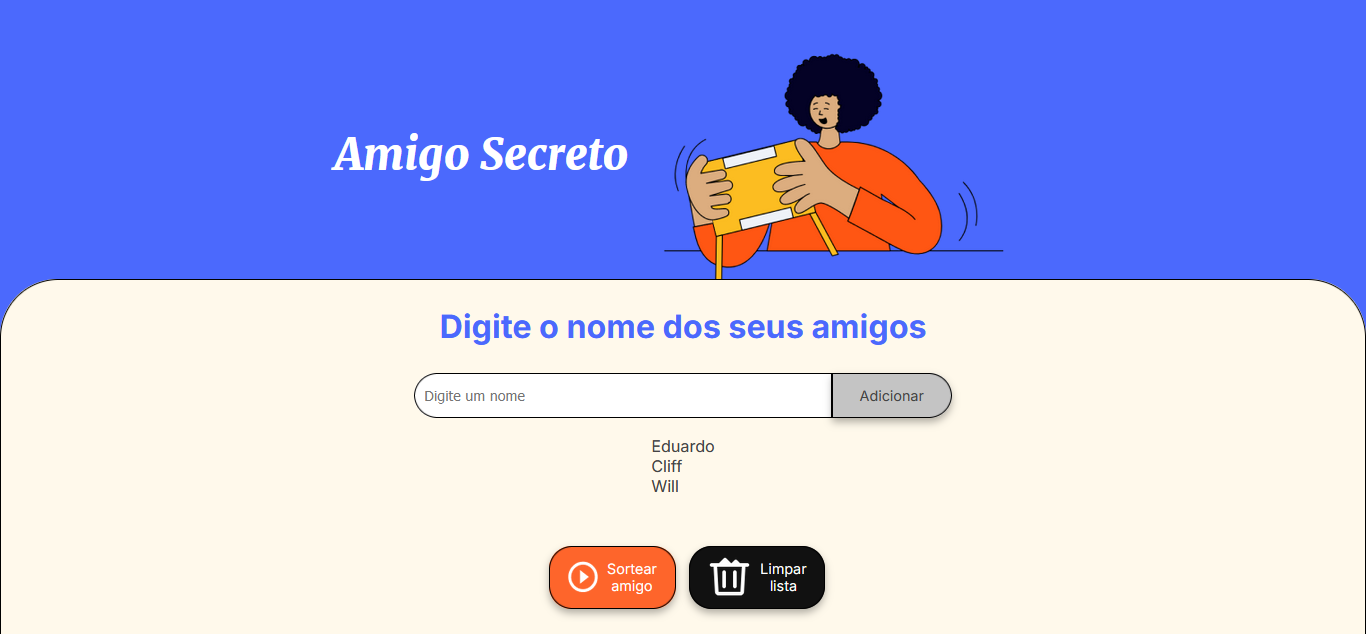 Amigo Secreto
Digite o nome dos seus amigos
Digite um nome
Adicionar
Eduardo
Cliff
Will
Sortear
amigo
Limpar
lista